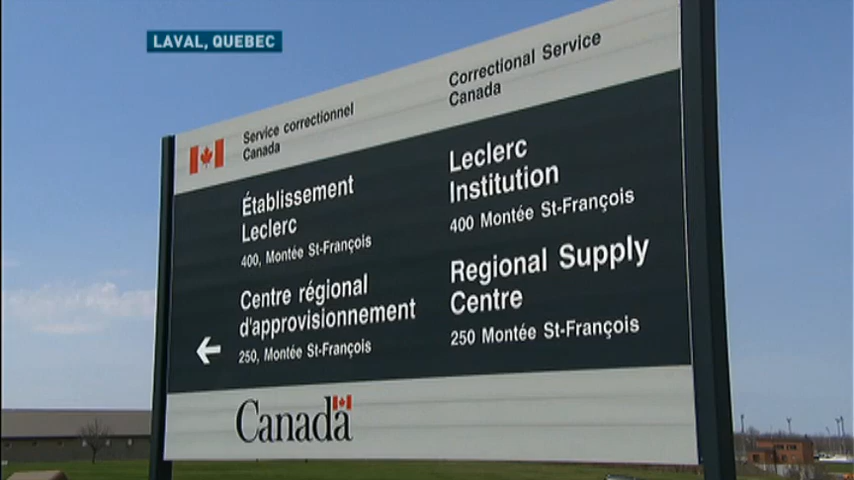 LAVAL, QUEBEC
Service correctionnel
Canada
Correctional Service
Canada
Établissement
Leclerc
400, Montée St-François
Centre régional
d'approvisionnement
250, Montée St-François
Leclerc
Institution
400 Montée St-François
Regional Supply
Centre
250 Montée St-François
Canada